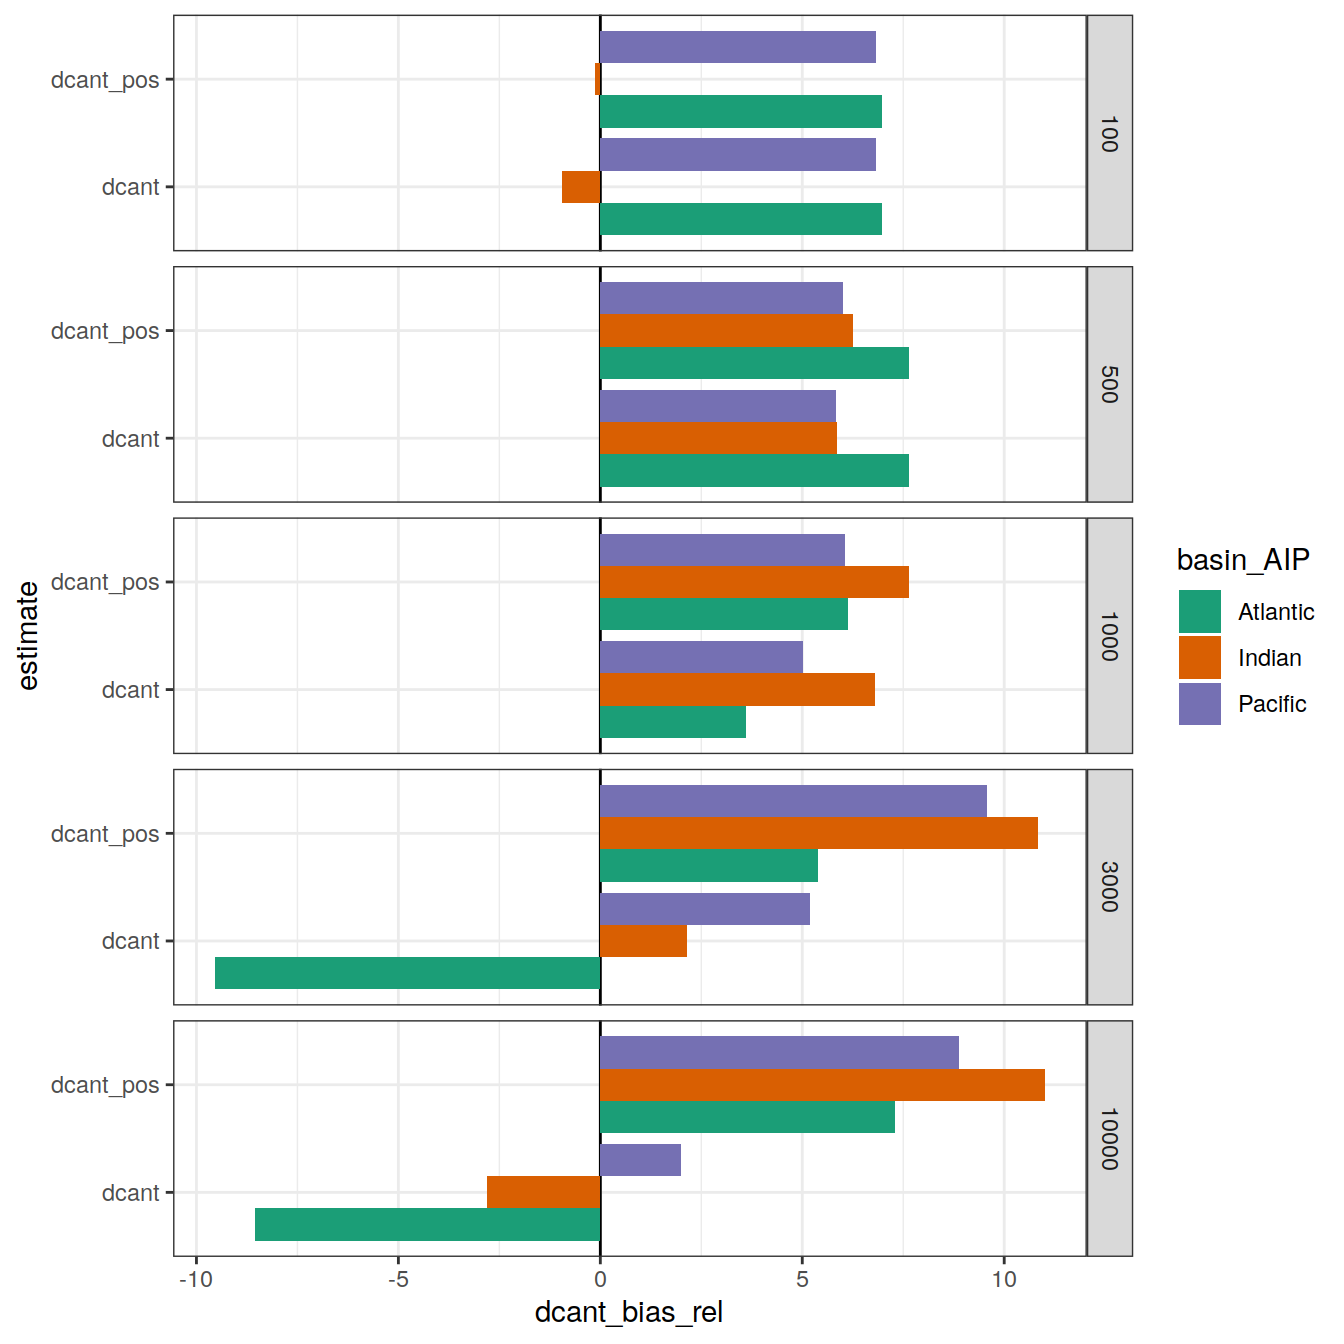 dcant_pos
dcant
100
dcant_pos
dcant
500
estimate
dcant_pos
dcant
1000
dcant_pos
dcant
3000
dcant_pos
dcant
10000
-10 -5 0 5 10
dcant_bias_rel
basin_AIP
Atlantic
Indian
Pacific